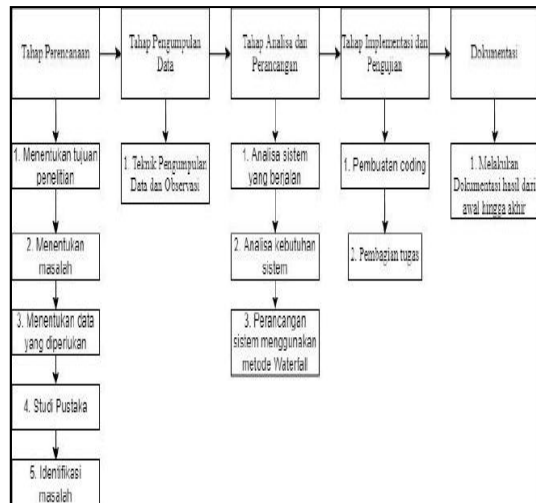 Tahap Perencanaan
Tahap Pengumpulan
Data
Tahap Analisa dan
Perancangan
Tahap Implementasi dan
Pengujian
Dokumentasi
1. Menentukan tujuan
penelitian
2. Menentukan
masalah
3. Menentukan data
yang diperlukan
4. Studi Pustaka
5. Identifikasi
masalah
1. Teknik Pengumpulan
Data dan Observasi
1. Analisa sistem
yang berjalan
2. Analisa kebutuhan
sistem
3. Perancangan
sistem menggunakan
metode Waterfall
1. Pembuatan coding
2. Pembagian tugas
1. Melakukan
Dokumentasi hasil dari
awal hingga akhir